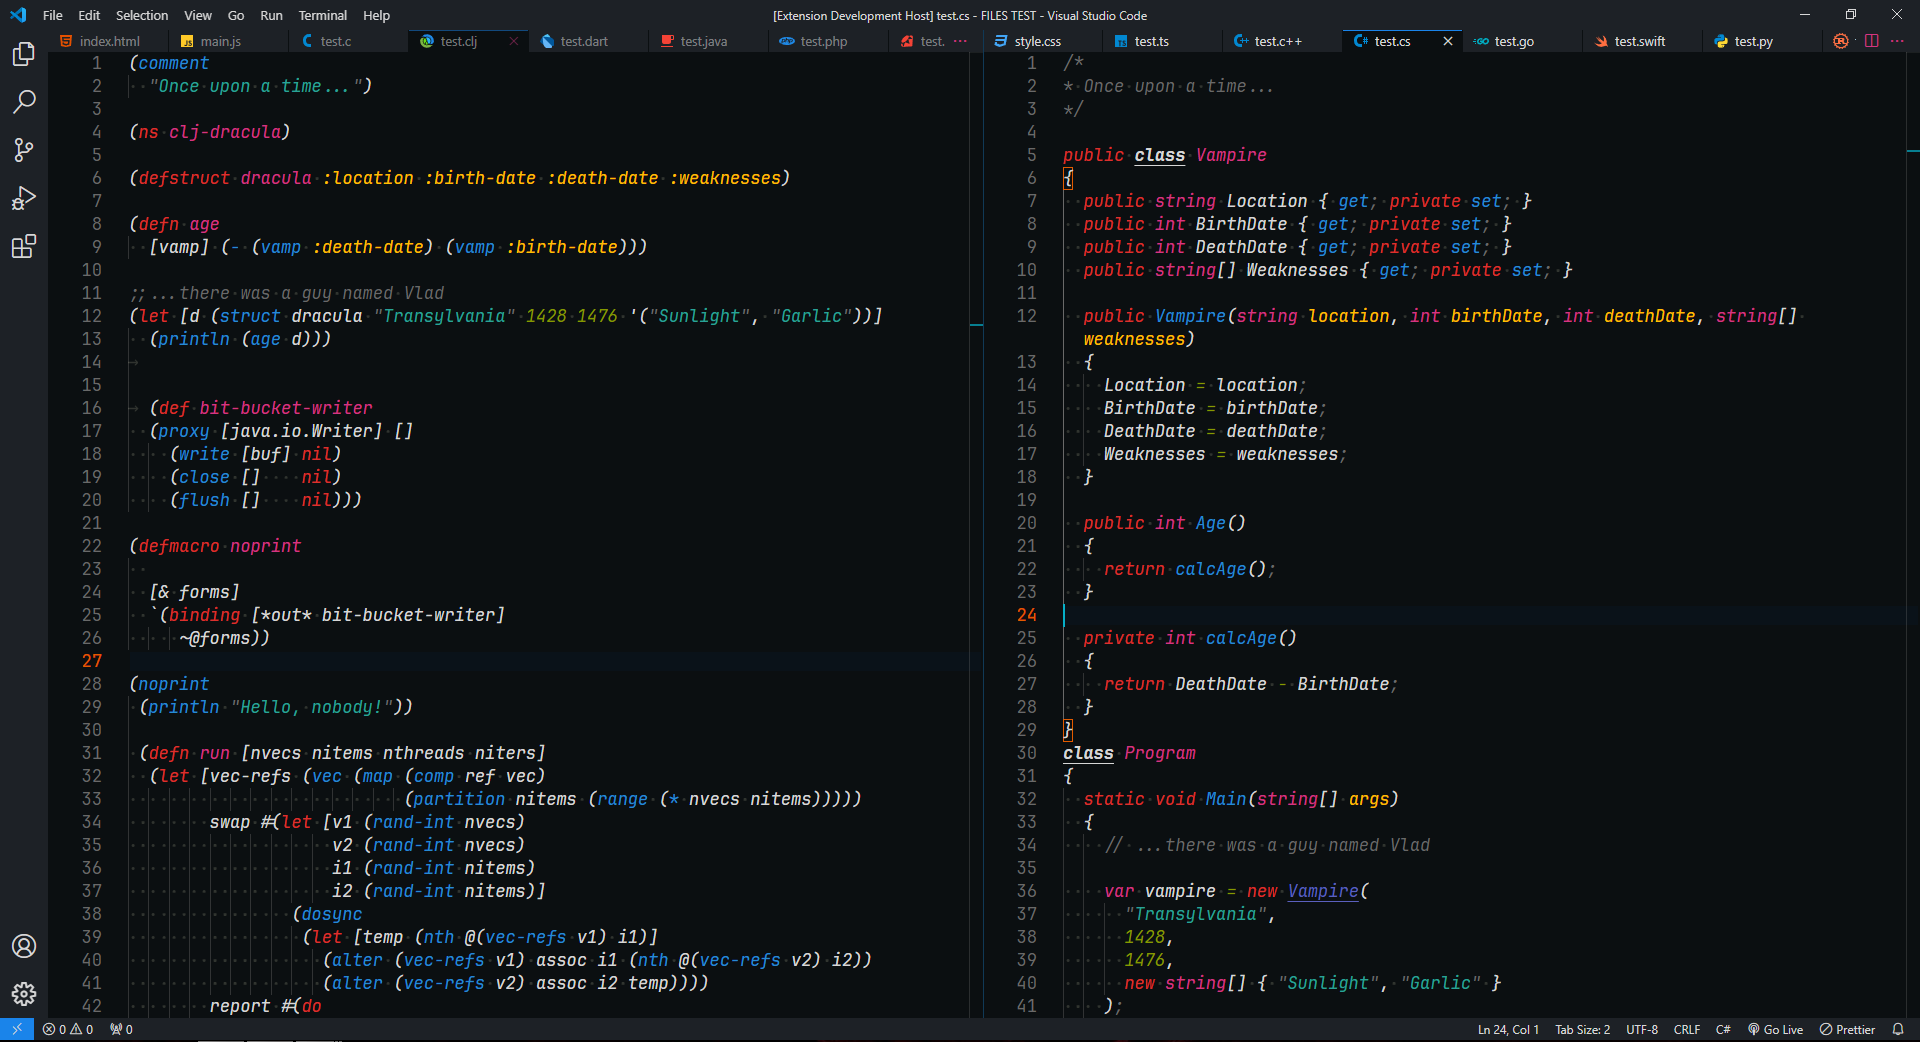 File Edit Selection View Go Run Terminal Help
[Extension Development Host] test.cs - FILES TEST - Visual Studio Code
index.html main.js test.c test.clj test.dart test.java test.php test. ...
1 (comment
2 "Once upon a time...")
3
4 (ns clj-dracula)
5
6 (defstruct dracula :location :birth-date :death-date :weaknesses)
7
8 (defn age
9 [vamp] (- (vamp :death-date) (vamp :birth-date)))
10
11 ;;...there was a guy named Vlad
12 (let [d (struct dracula "Transylvania" 1428 1476 '("Sunlight", "Garlic"))]
13 (println (age d)))
14
15
16 (def bit-bucket-writer
17 (proxy [java.io.Writer] []
18 (write [buf] nil)
19 (close [] nil)
20 (flush [] nil)))
21
22 (defmacro noprint
23
24 [& forms]
25 `(binding [*out* bit-bucket-writer]
26 ~@forms))
27
28 (noprint
29 (println "Hello, nobody!"))
30
31 (defn run [nvecs nitems nthreads niters]
32 (let [vec-refs (vec (map (comp ref vec)
33 (partition nitems (range (* nvecs nitems)))))
34 swap #(let [v1 (rand-int nvecs)
35 v2 (rand-int nvecs)
36 i1 (rand-int nitems)
37 i2 (rand-int nitems)]
38 (dosync
39 (let [temp (nth @(vec-refs v1) i1)]
40 (alter (vec-refs v1) assoc i1 (nth @(vec-refs v2) i2))
41 (alter (vec-refs v2) assoc i2 temp))))
42 report #(do
style.css test.ts test.c++ test.cs test.go test.swift test.py
1 /*
2 * Once upon a time...
3 */
4
5 public class Vampire
6 {
7 public string Location { get; private set; }
8 public int BirthDate { get; private set; }
9 public int DeathDate { get; private set; }
10 public string[] Weaknesses { get; private set; }
11
12 public Vampire(string location, int birthDate, int deathDate, string[]
weaknesses)
13 {
14 Location = location;
15 BirthDate = birthDate;
16 DeathDate = deathDate;
17 Weaknesses = weaknesses;
18 }
19
20 public int Age()
21 {
22 return calcAge();
23 }
24
25 private int calcAge()
26 {
27 return DeathDate - BirthDate;
28 }
29 }
30 class Program
31 {
32 static void Main(string[] args)
33 {
34 // ...there was a guy named Vlad
35
36 var vampire = new Vampire(
37 "Transylvania",
38 1428,
39 1476,
40 new string[] { "Sunlight", "Garlic" }
41 );
0 0 0 Ln 24, Col 1 Tab Size: 2 UTF-8 CRLF C# Go Live Prettier